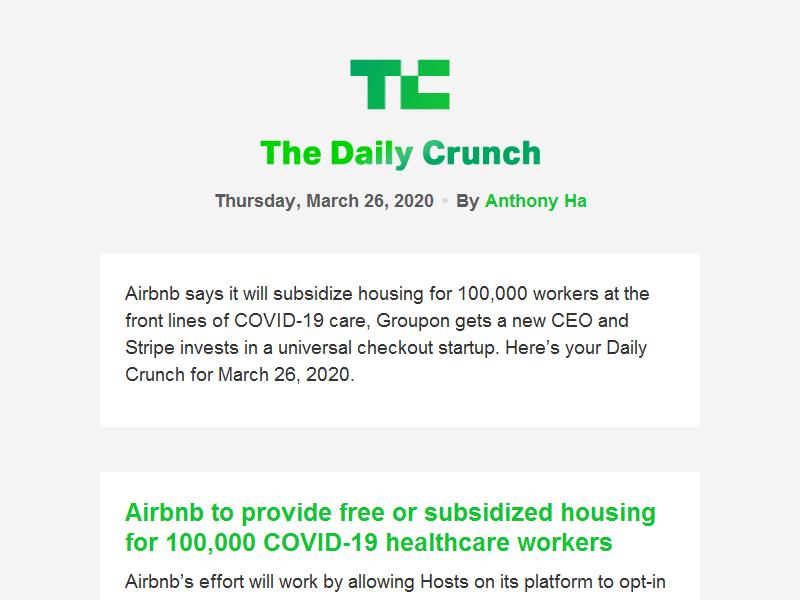 TC
The Daily Crunch
Thursday, March 26, 2020 • By Anthony Ha
Airbnb says it will subsidize housing for 100,000 workers at the
front lines of COVID-19 care, Groupon gets a new CEO and
Stripe invests in a universal checkout startup. Here’s your Daily
Crunch for March 26, 2020.
Airbnb to provide free or subsidized housing
for 100,000 COVID-19 healthcare workers
Airbnb’s effort will work by allowing Hosts on its platform to opt-in